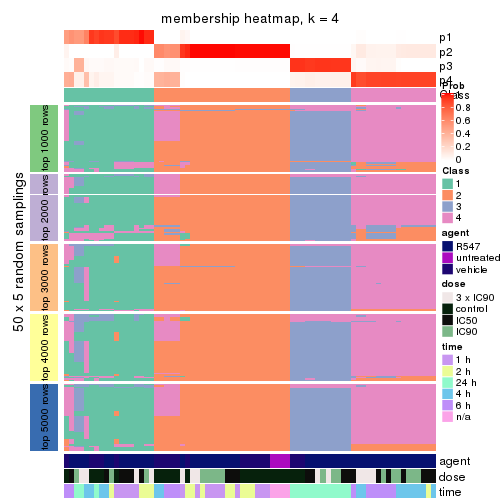 membership heatmap, k = 4
p1
p2
p3
p4
Class
Prob
0.8
0.6
0.4
0.2
0
Class
1
2
3
4
agent
R547
untreated
vehicle
dose
3 x IC90
control
IC50
IC90
time
1 h
2 h
24 h
4 h
6 h
n/a
50 x 5 random samplings
top 1000 rows
top 2000 rows
top 3000 rows
top 4000 rows
top 5000 rows
agent
dose
time